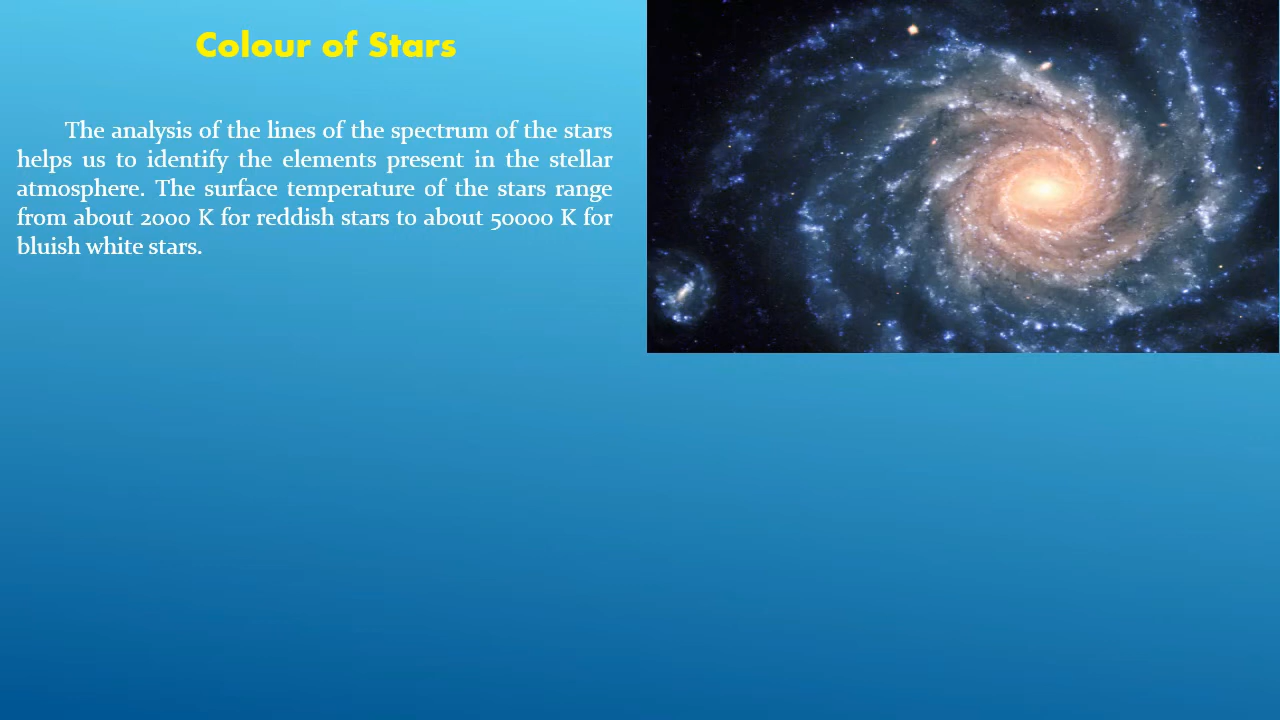 Colour of Stars
The analysis of the lines of the spectrum of the stars
helps us to identify the elements present in the stellar
atmosphere. The surface temperature of the stars range
from about 2000 K for reddish stars to about 50000 K for
bluish white stars.